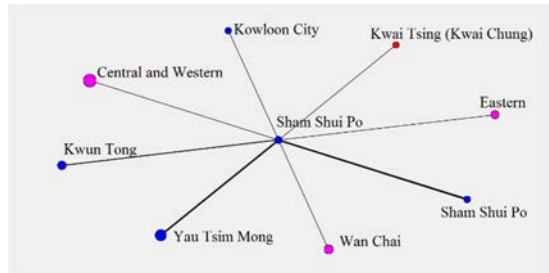 Kowloon City
Kwai Tsing (Kwai Chung)
Central and Western
Eastern
Sham Shui Po
Kwun Tong
Sham Shui Po
Yau Tsim Mong
Wan Chai